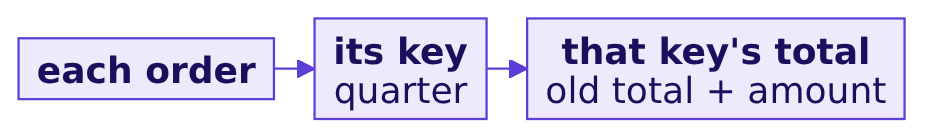 each order
its key
quarter
that key's total
old total + amount